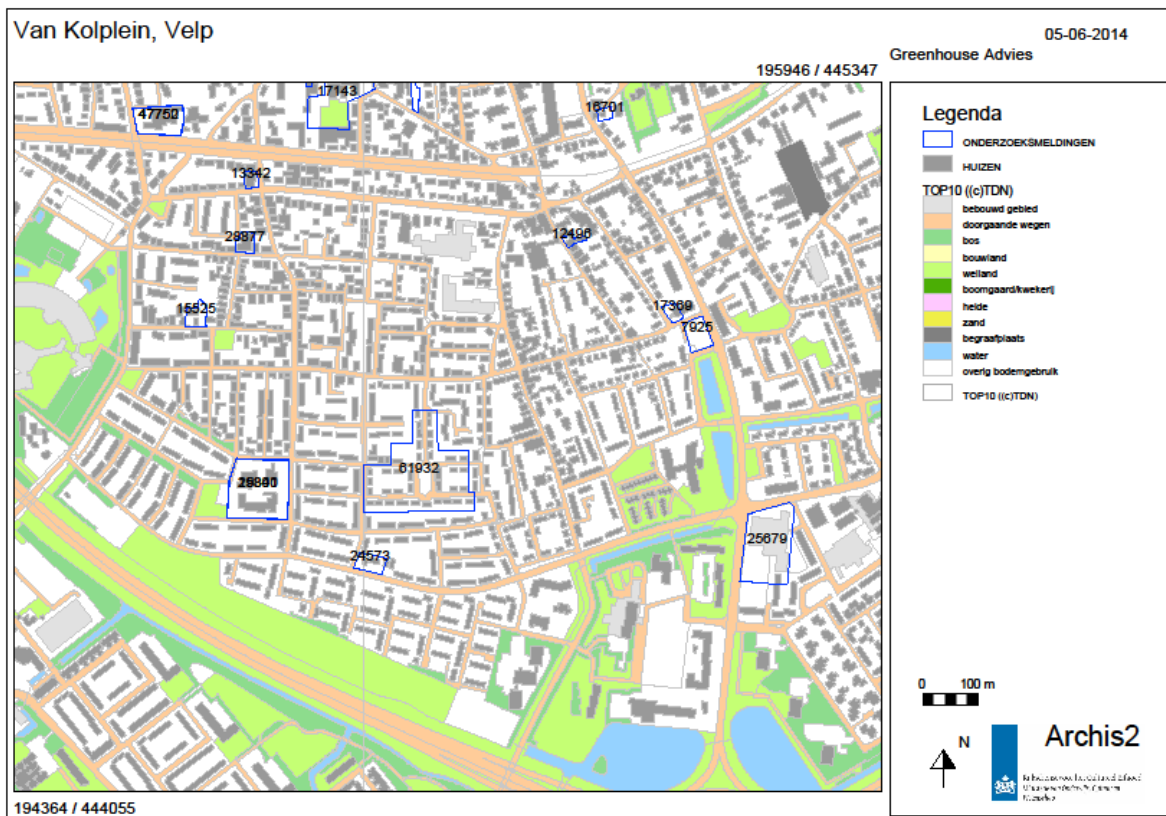 Van Kolplein, Velp
05-06-2014
Greenhouse Advies
195946 / 445347
17143
16701
13342
28877
12496
15525
17369
7925
61932
25679
24573
194364 / 444055
Legenda
ONDERZOEKSMELDINGEN
HUIZEN
TOP10 ((c)TDN)
bebouwd gebied
doorgaande wegen
bos
bouwland
weiland
boomgaard/kwekerij
heide
zand
begraafplaats
water
overig bodemgebruik
TOP10 ((c)TDN)
0 100 m
N
Archis2